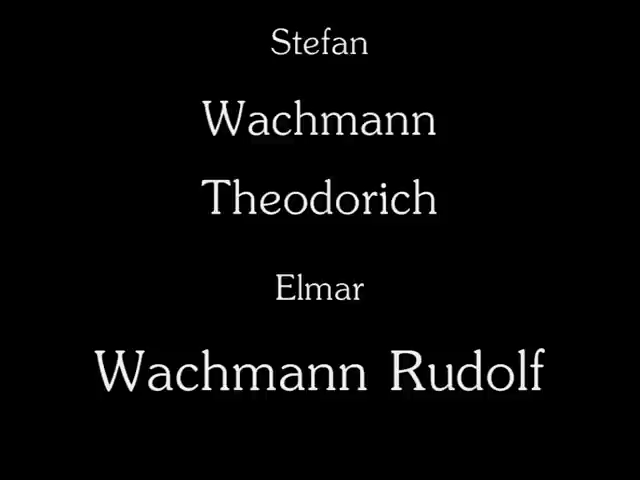 Stefan
Wachmann
Theodorich
Elmar
Wachmann Rudolf